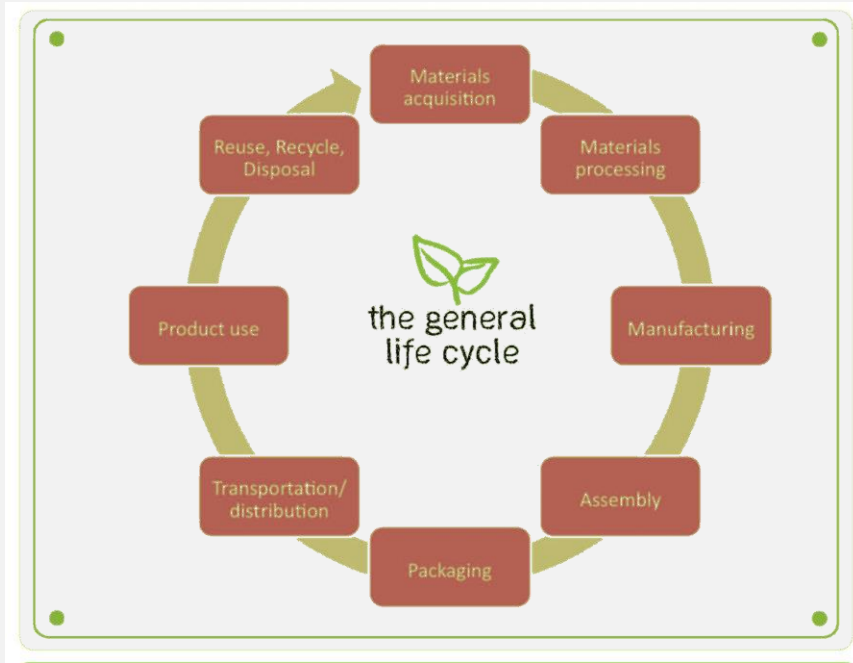 Materials
acquisition
Materials
processing
Manufacturing
Assembly
Packaging
Transportation/
distribution
Product use
Reuse, Recycle,
Disposal
the general
life cycle